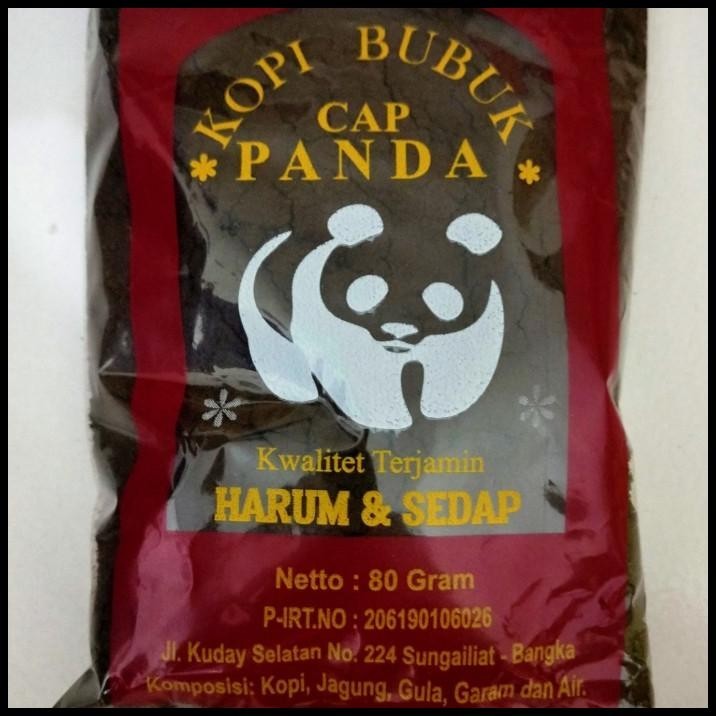 KOPI BUBUK
CAP
* PANDA *
Kwalitet Terjamin
HARUM & SEDAP
Netto : 80 Gram
P-IRT.NO : 206190106026
Jl. Kuday Selatan No. 224 Sungailiat - Bangka
Komposisi: Kopi, Jagung, Gula, Garam dan Air.